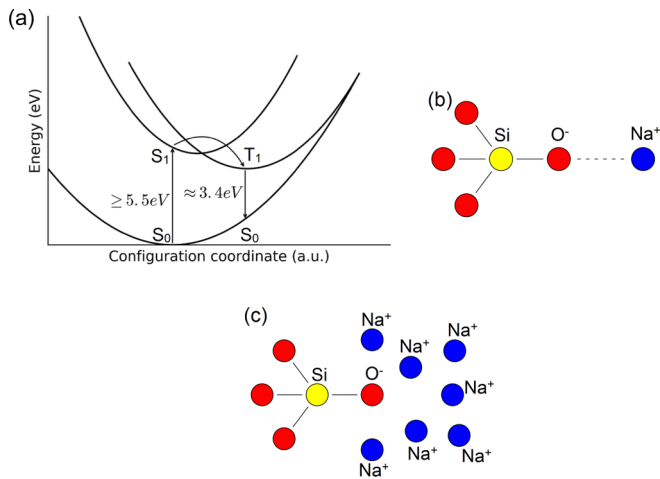 (a)
Energy (eV)
S₁
T₁
≥5.5eV
≈3.4eV
S₀
S₀
Configuration coordinate (a.u.)
(b)
Si
O⁻
Na⁺
(c)
Na⁺
Na⁺
Na⁺
Si
O⁻
Na⁺
Na⁺
Na⁺
Na⁺